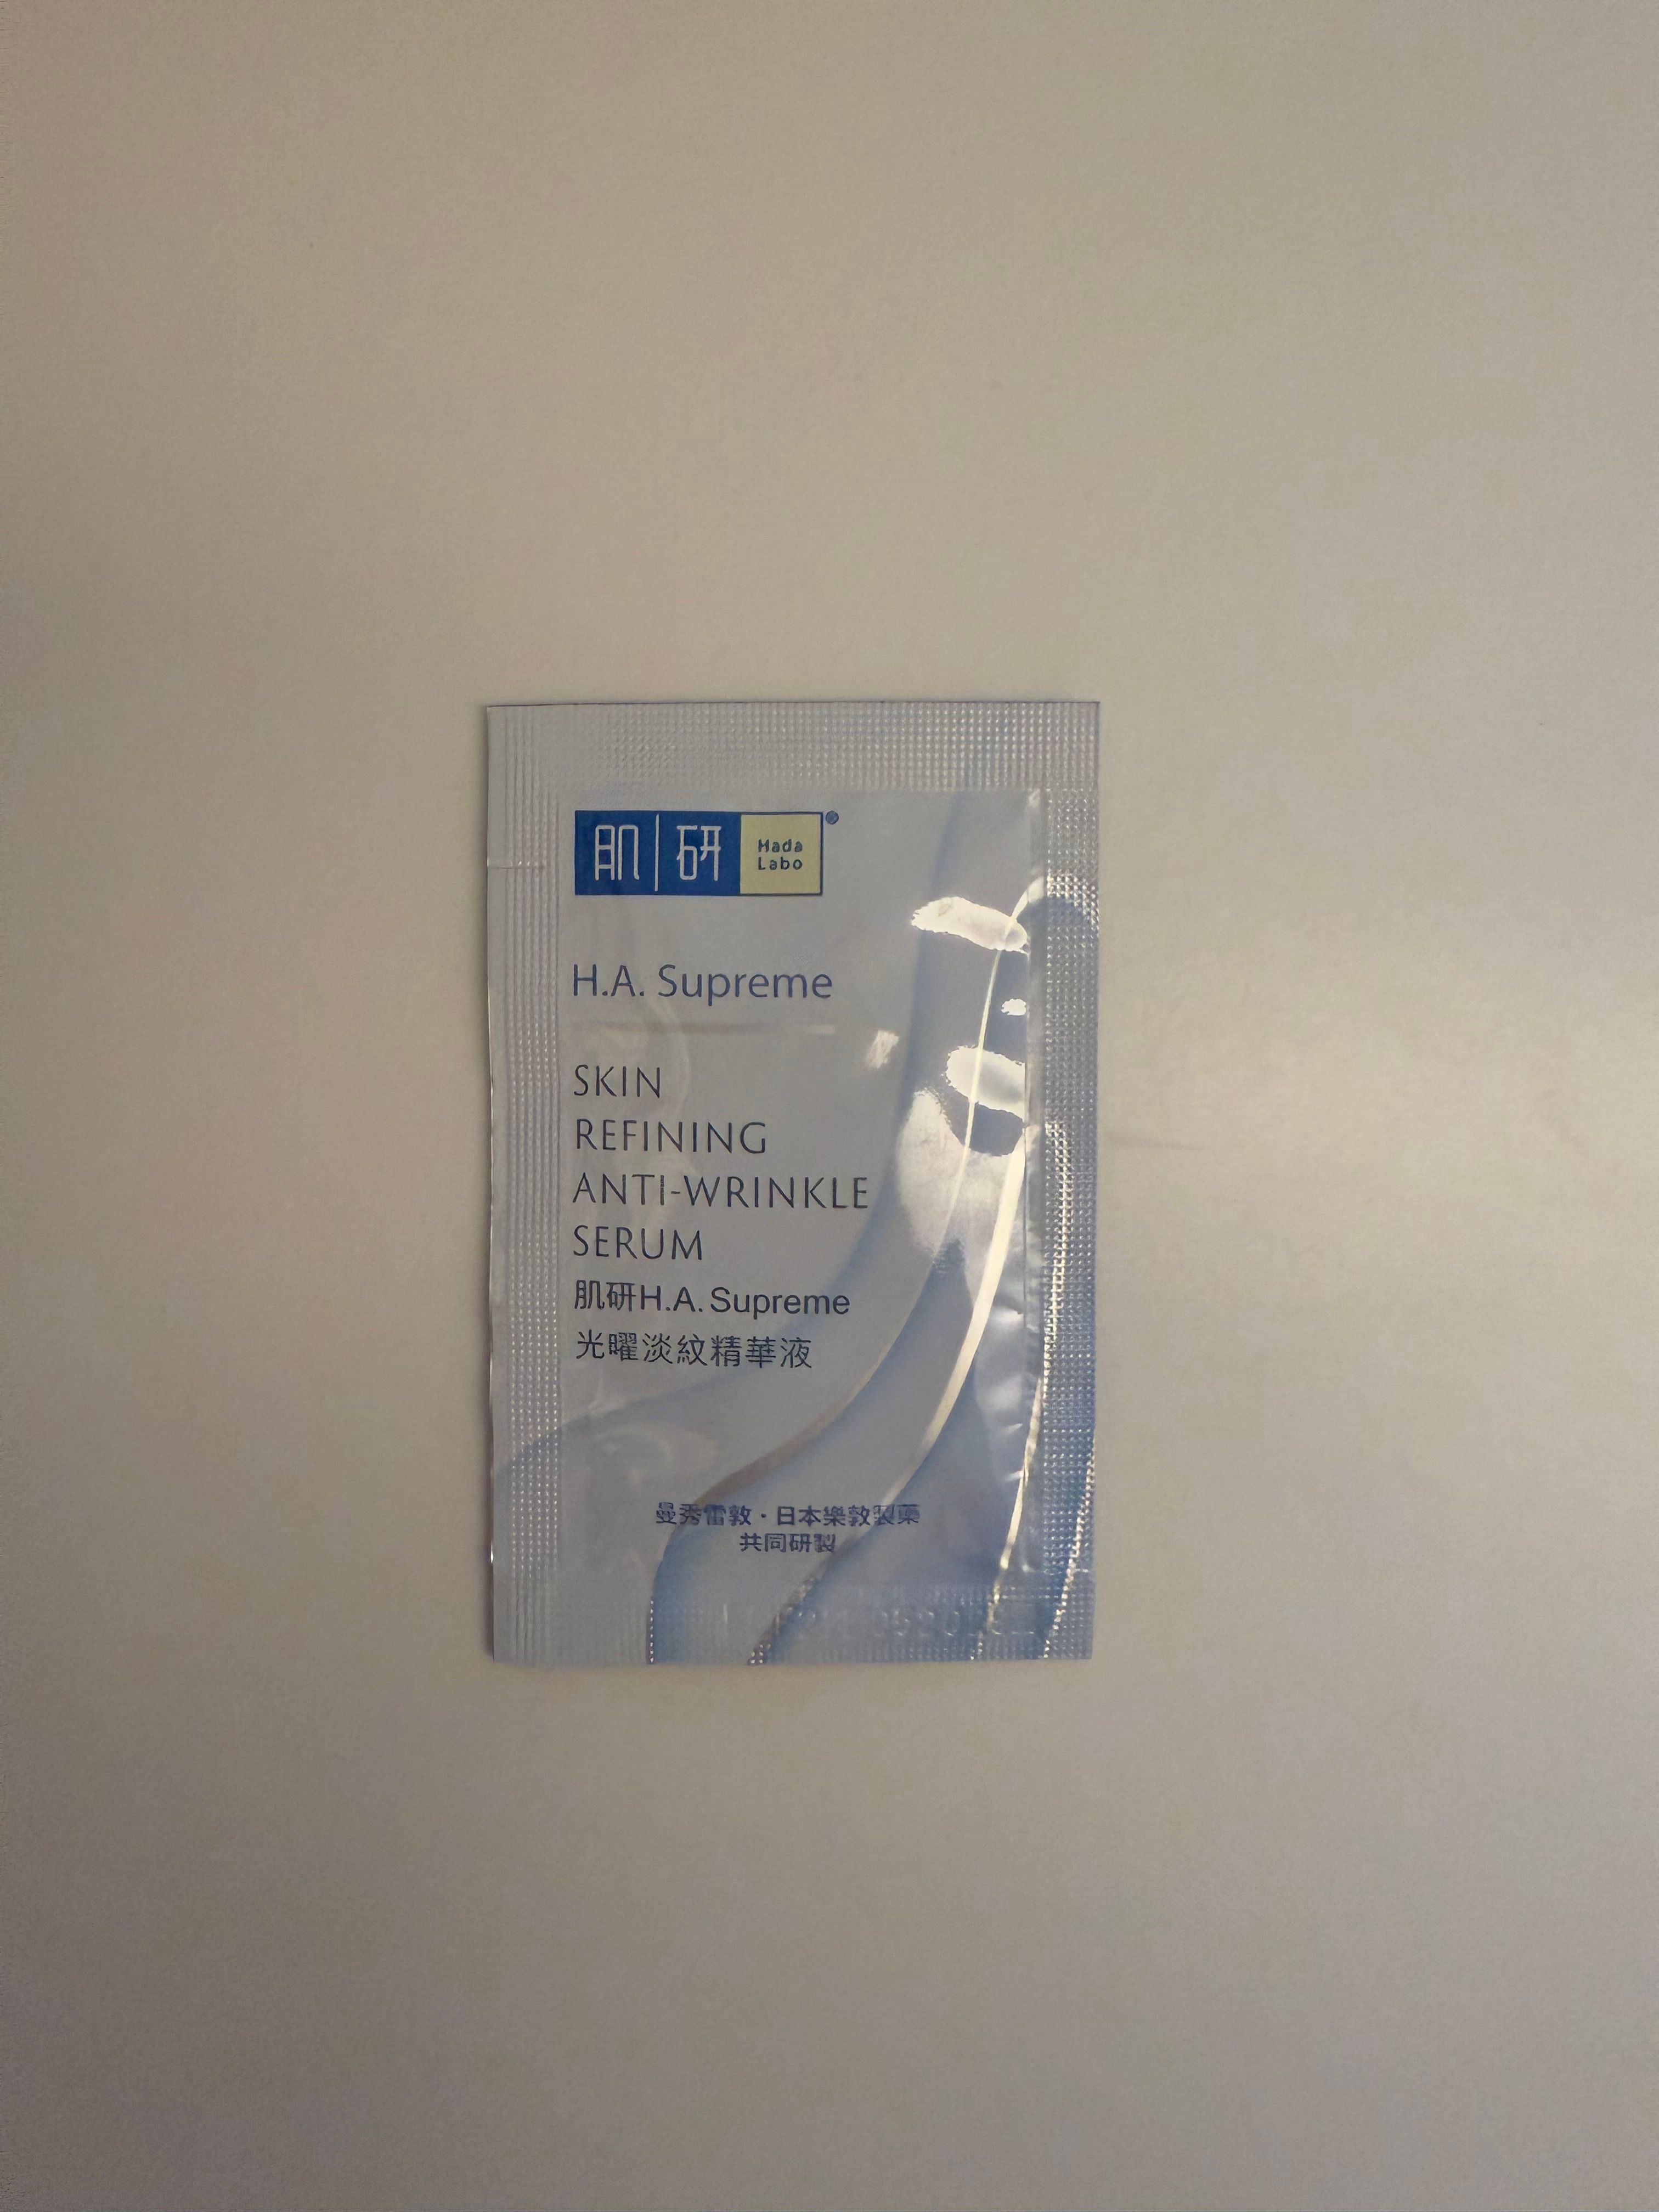 肌|研
Hada
Labo
H.A. Supreme
SKIN
REFINING
ANTI-WRINKLE
SERUM
肌研H.A. Supreme
光曜淡紋精華液
曼秀雷敦·日本樂敦製藥
共同研製